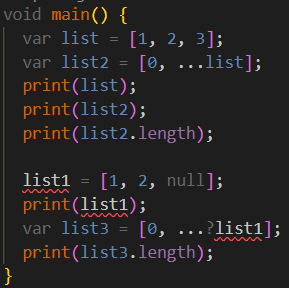 void main() {
  var list = [1, 2, 3];
  var list2 = [0, ...list];
  print(list);
  print(list2);
  print(list2.length);

  list1 = [1, 2, null];
  print(list1);
  var list3 = [0, ...?list1];
  print(list3.length);
}